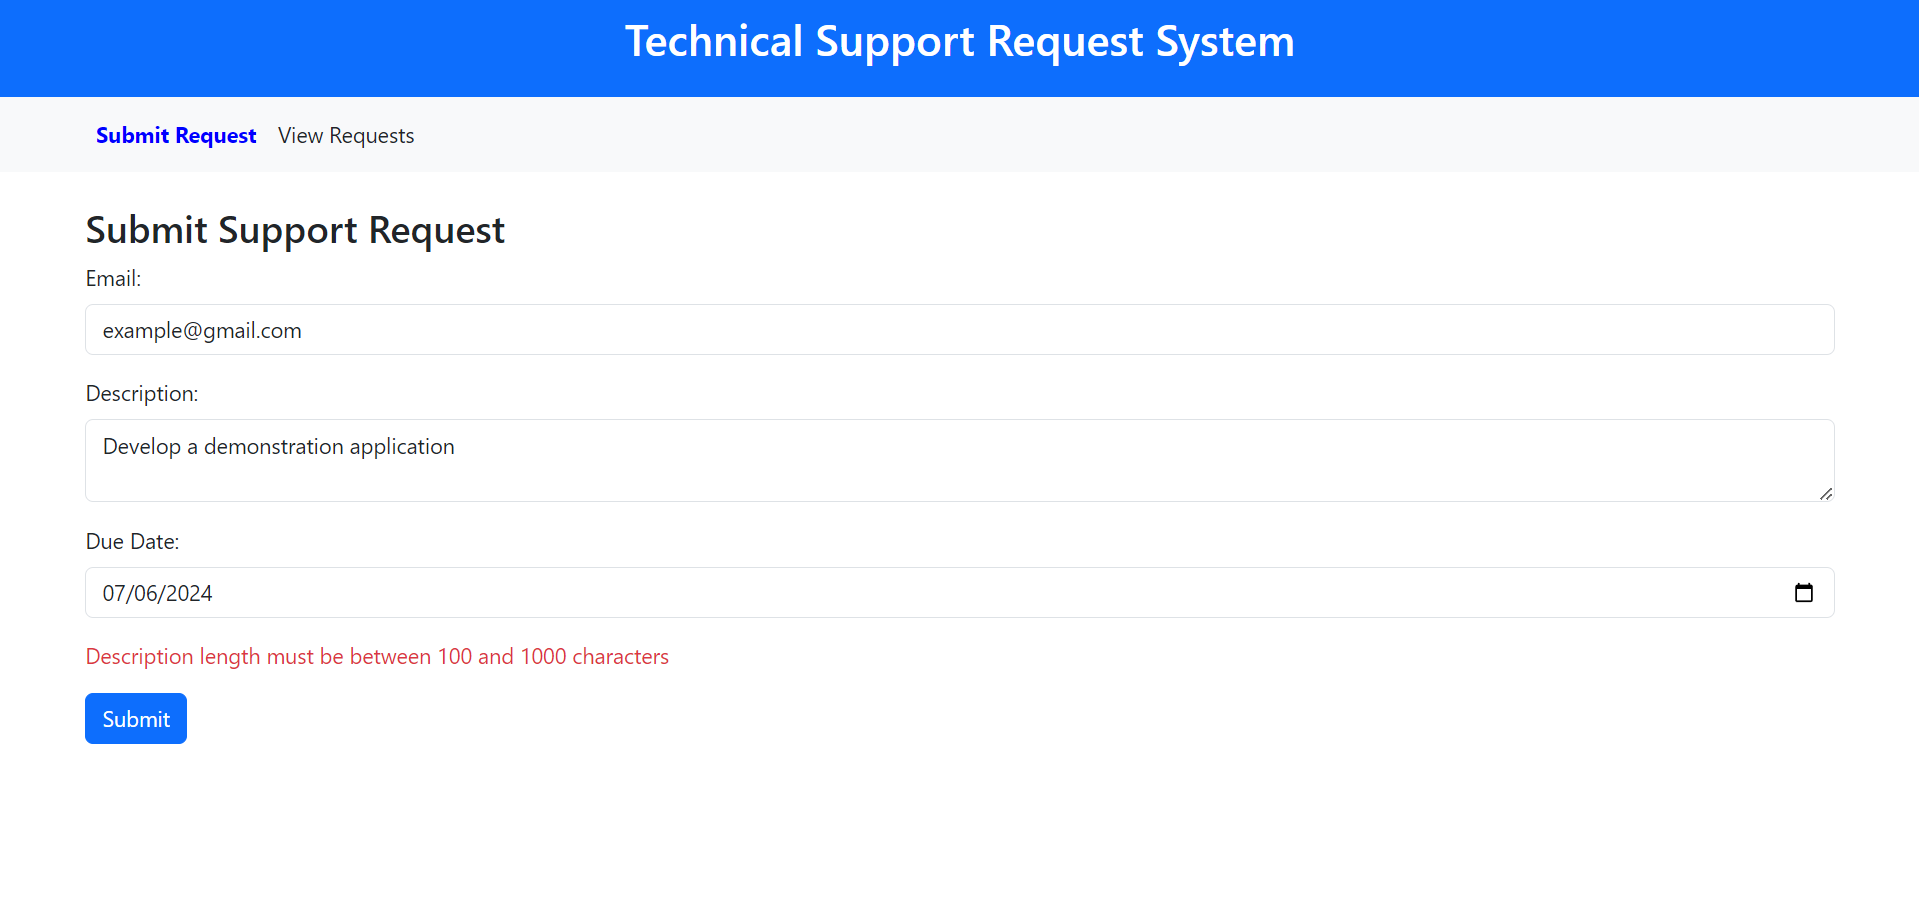 Technical Support Request System
Submit Request View Requests
Submit Support Request
Email:
example@gmail.com
Description:
Develop a demonstration application
Due Date:
07/06/2024
Description length must be between 100 and 1000 characters
Submit